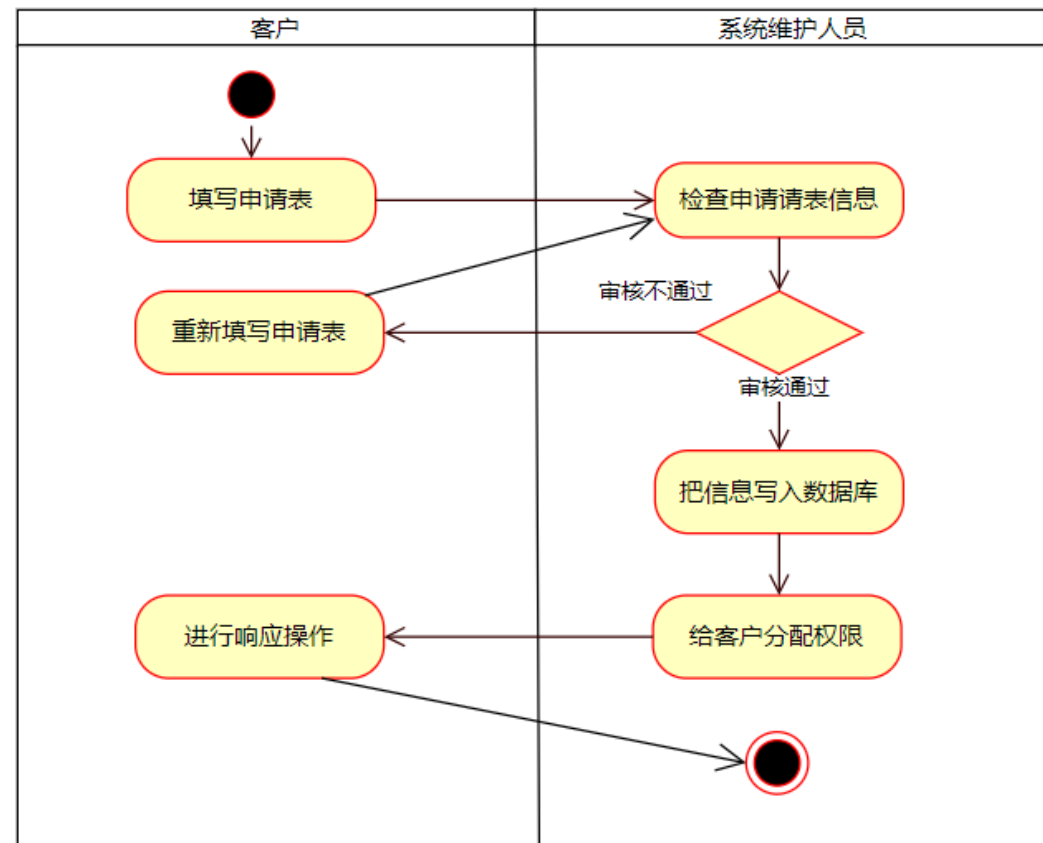 客户
系统维护人员
填写申请表
检查申请请表信息
审核不通过
重新填写申请表
审核通过
把信息写入数据库
进行响应操作
给客户分配权限